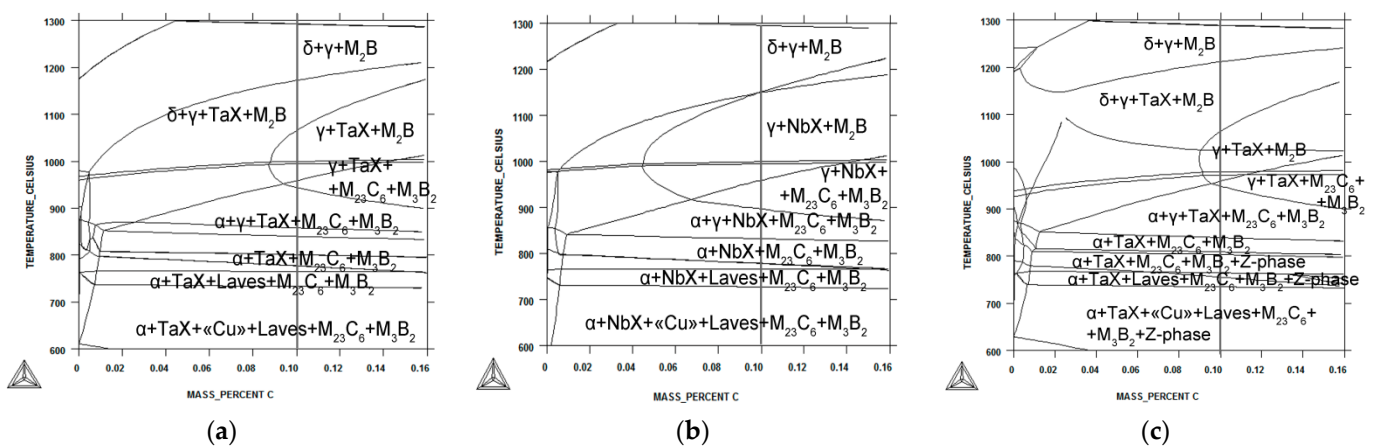 1300
1200
1100
1000
900
800
700
600
TEMPERATURE_CELSIUS
δ+γ+M₂B
δ+γ+TaX+M₂B
γ+TaX+M₂B
γ+TaX+
+M₂₃C₆+M₃B₂
α+γ+TaX+M₂₃C₆+M₃B₂
α+TaX+M₂₃C₆+M₃B₂
α+TaX+Laves+M₂₃C₆+M₃B₂
α+TaX+«Cu»+Laves+M₂₃C₆+M₃B₂
0 0.02 0.04 0.06 0.08 0.10 0.12 0.14 0.16
MASS_PERCENT C
(a)
1300
1200
1100
1000
900
800
700
600
TEMPERATURE_CELSIUS
δ+γ+M₂B
γ+NbX+M₂B
γ+NbX+
+M₂₃C₆+M₃B₂
α+γ+NbX+M₂₃C₆+M₃B₂
α+NbX+M₂₃C₆+M₃B₂
α+NbX+Laves+M₂₃C₆+M₃B₂
α+NbX+«Cu»+Laves+M₂₃C₆+M₃B₂
0 0.02 0.04 0.06 0.08 0.10 0.12 0.14 0.16
MASS_PERCENT C
(b)
1300
1200
1100
1000
900
800
700
600
TEMPERATURE_CELSIUS
δ+γ+M₂B
δ+γ+TaX+M₂B
γ+TaX+M₂B
γ+TaX+M₂₃C₆+
+M₃B₂
α+γ+TaX+M₂₃C₆+M₃B₂
α+TaX+M₂₃C₆+M₃B₂
α+TaX+M₂₃C₆+M₃B₂+Z-phase
α+TaX+Laves+M₂₃C₆+M₃B₂+Z-phase
α+TaX+«Cu»+Laves+M₂₃C₆+
+M₃B₂+Z-phase
0 0.02 0.04 0.06 0.08 0.10 0.12 0.14 0.16
MASS_PERCENT C
(c)